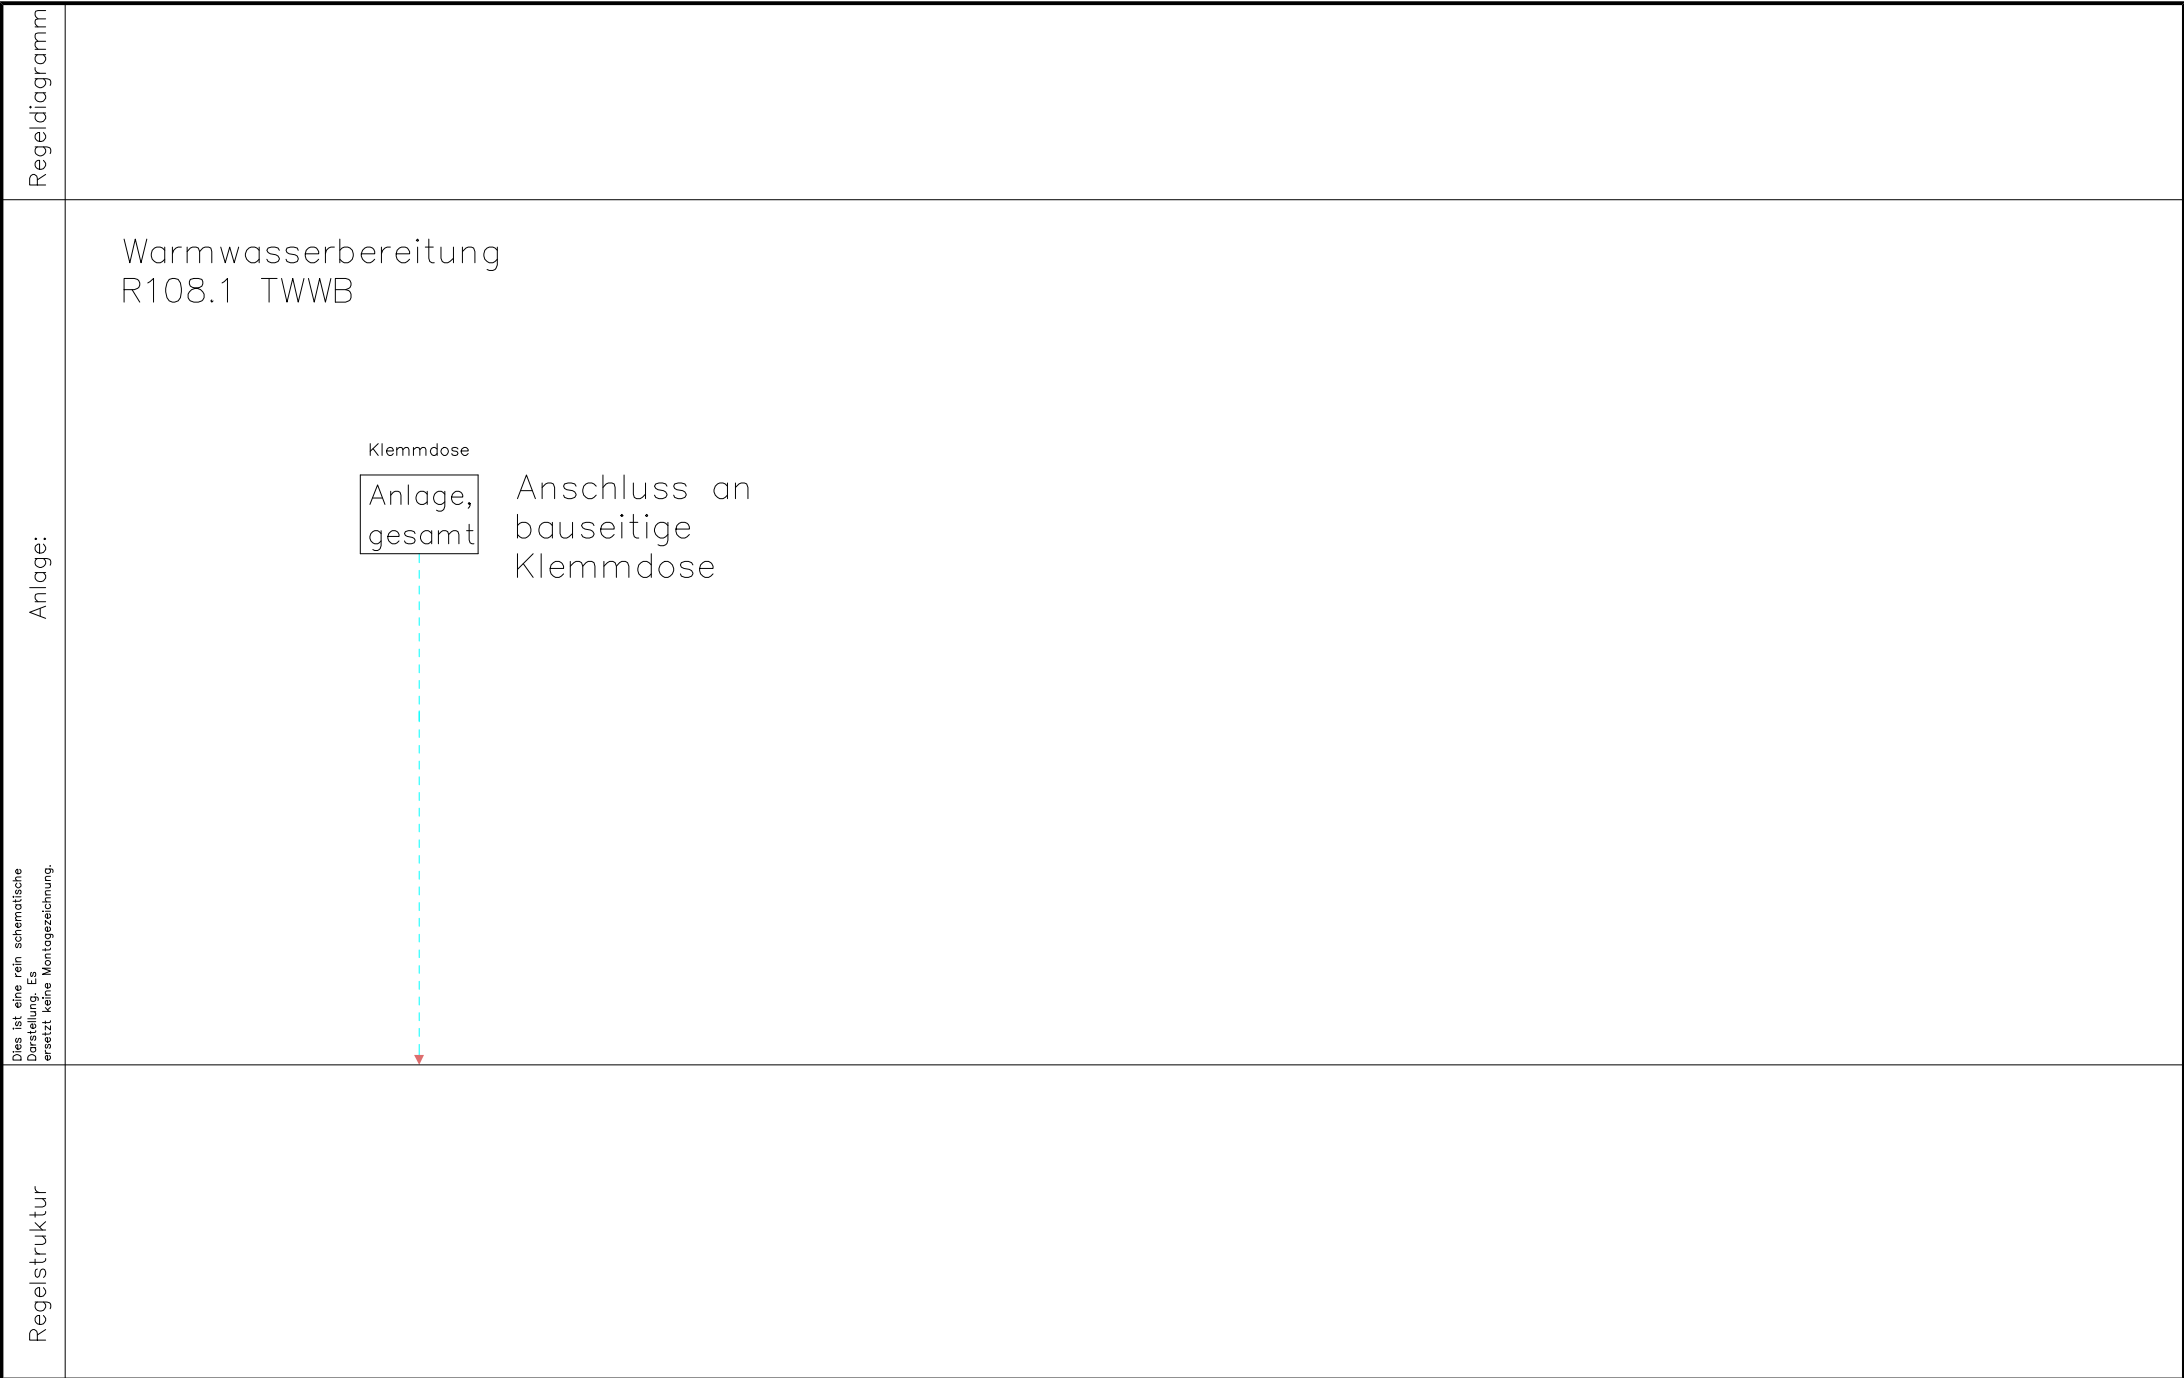 Regeldiagramm
Warmwasserbereitung
R108.1 TWWB
Klemmdose
Anlage,
gesamt
Anschluss an
bauseitige
Klemmdose
Anlage:
Dies ist eine rein schematische
Darstellung. Es
ersetzt keine Montagezeichnung.
Regelstruktur